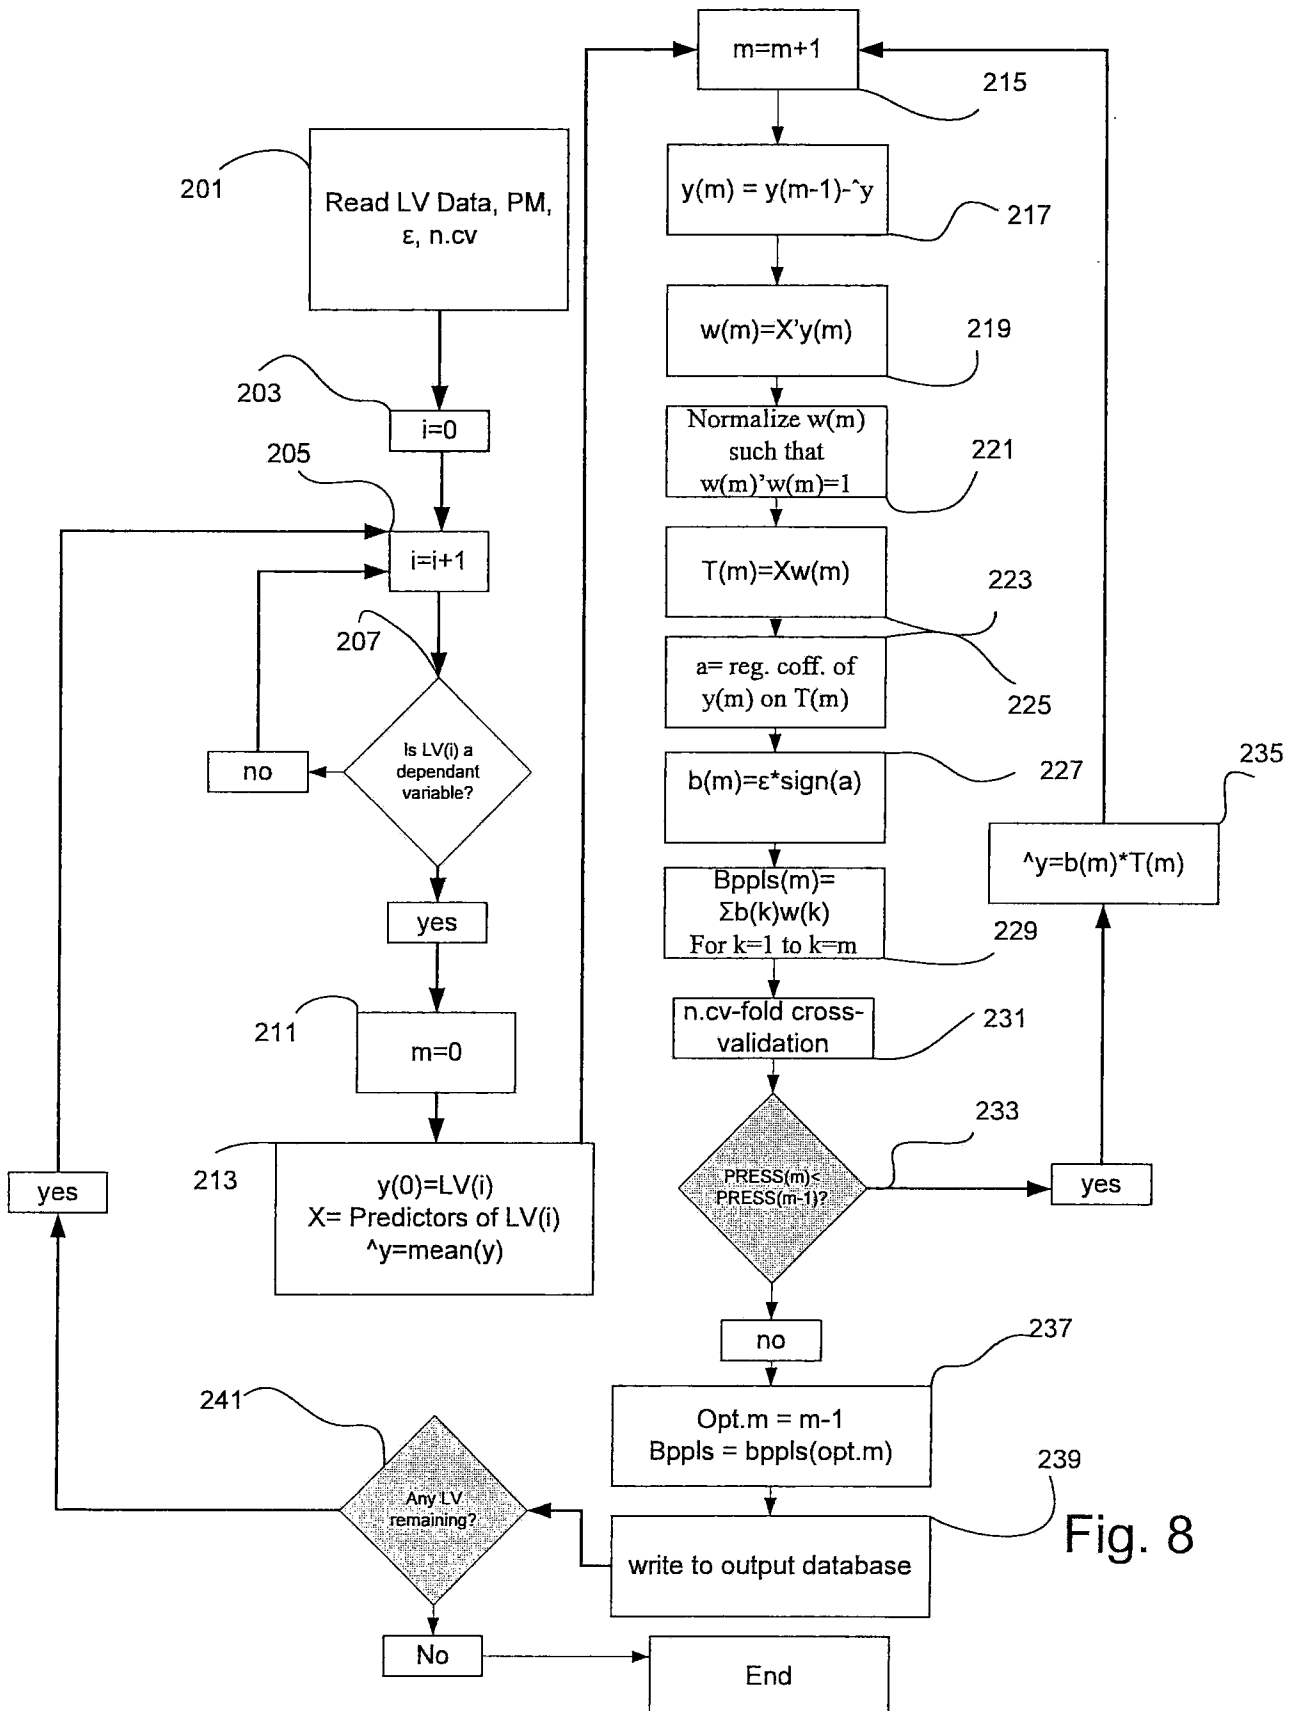 201
Read LV Data, PM,
ε, n.cv
203
i=0
205
i=i+1
207
Is LV(i) a
dependant
variable?
no
yes
211
m=0
213
y(0)=LV(i)
X= Predictors of LV(i)
^y=mean(y)
m=m+1
215
y(m) = y(m-1)-^y
217
w(m)=X'y(m)
219
Normalize w(m)
such that
w(m)'w(m)=1
221
T(m)=Xw(m)
223
a= reg. coff. of
y(m) on T(m)
225
b(m)=ε*sign(a)
227
Bppls(m)=
Σb(k)w(k)
For k=1 to k=m
229
n.cv-fold cross-
validation
231
PRESS(m)<
PRESS(m-1)?
233
yes
^y=b(m)*T(m)
235
no
Opt.m = m-1
Bppls = bppls(opt.m)
237
write to output database
239
Any LV
remaining?
241
yes
No
End
Fig. 8